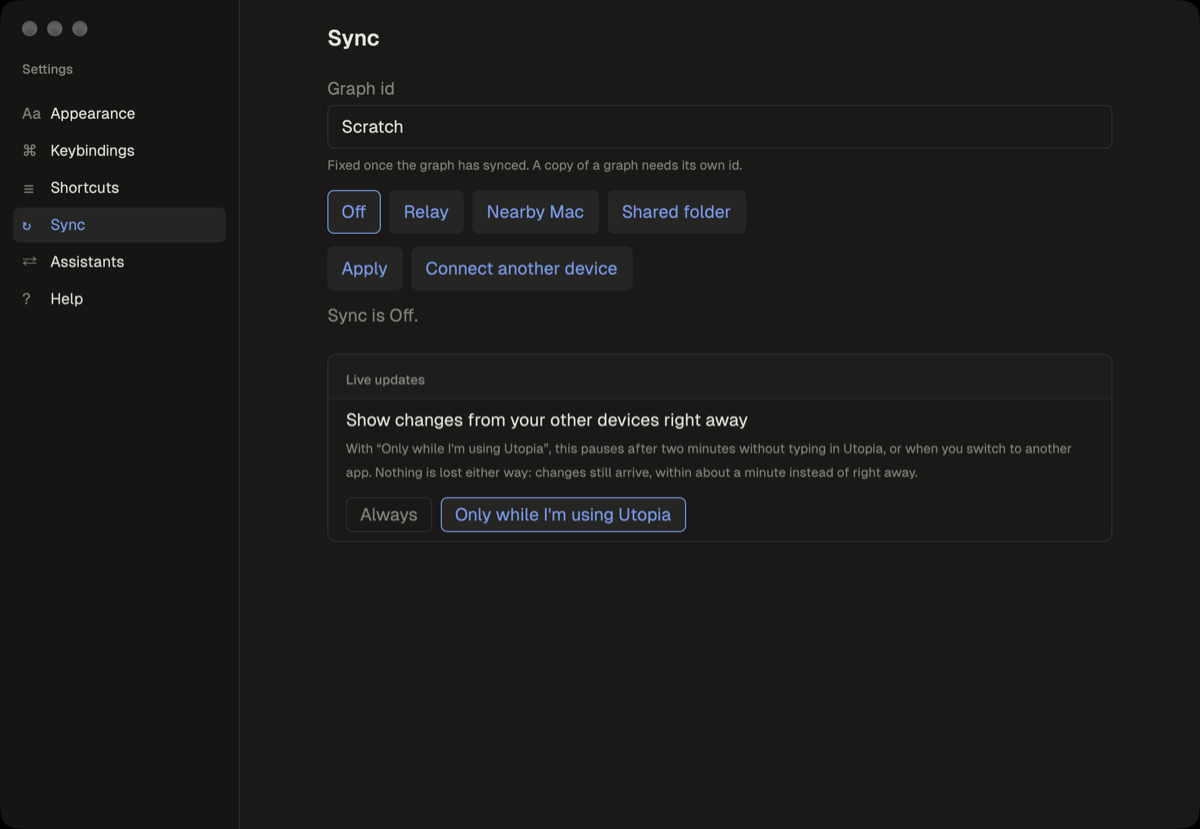 Settings
Aa Appearance
⌘ Keybindings
≡ Shortcuts
↻ Sync
⇄ Assistants
? Help
Sync
Graph id
Scratch
Fixed once the graph has synced. A copy of a graph needs its own id.
Off Relay Nearby Mac Shared folder
Apply Connect another device
Sync is Off.
Live updates
Show changes from your other devices right away
With “Only while I'm using Utopia”, this pauses after two minutes without typing in Utopia, or when you switch to another
app. Nothing is lost either way: changes still arrive, within about a minute instead of right away.
Always Only while I'm using Utopia